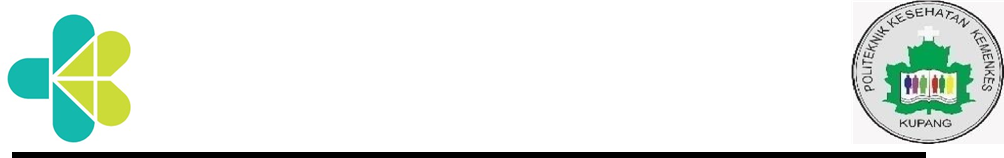 POLITEKNIK KESEHATAN KEMENKES
KUPANG